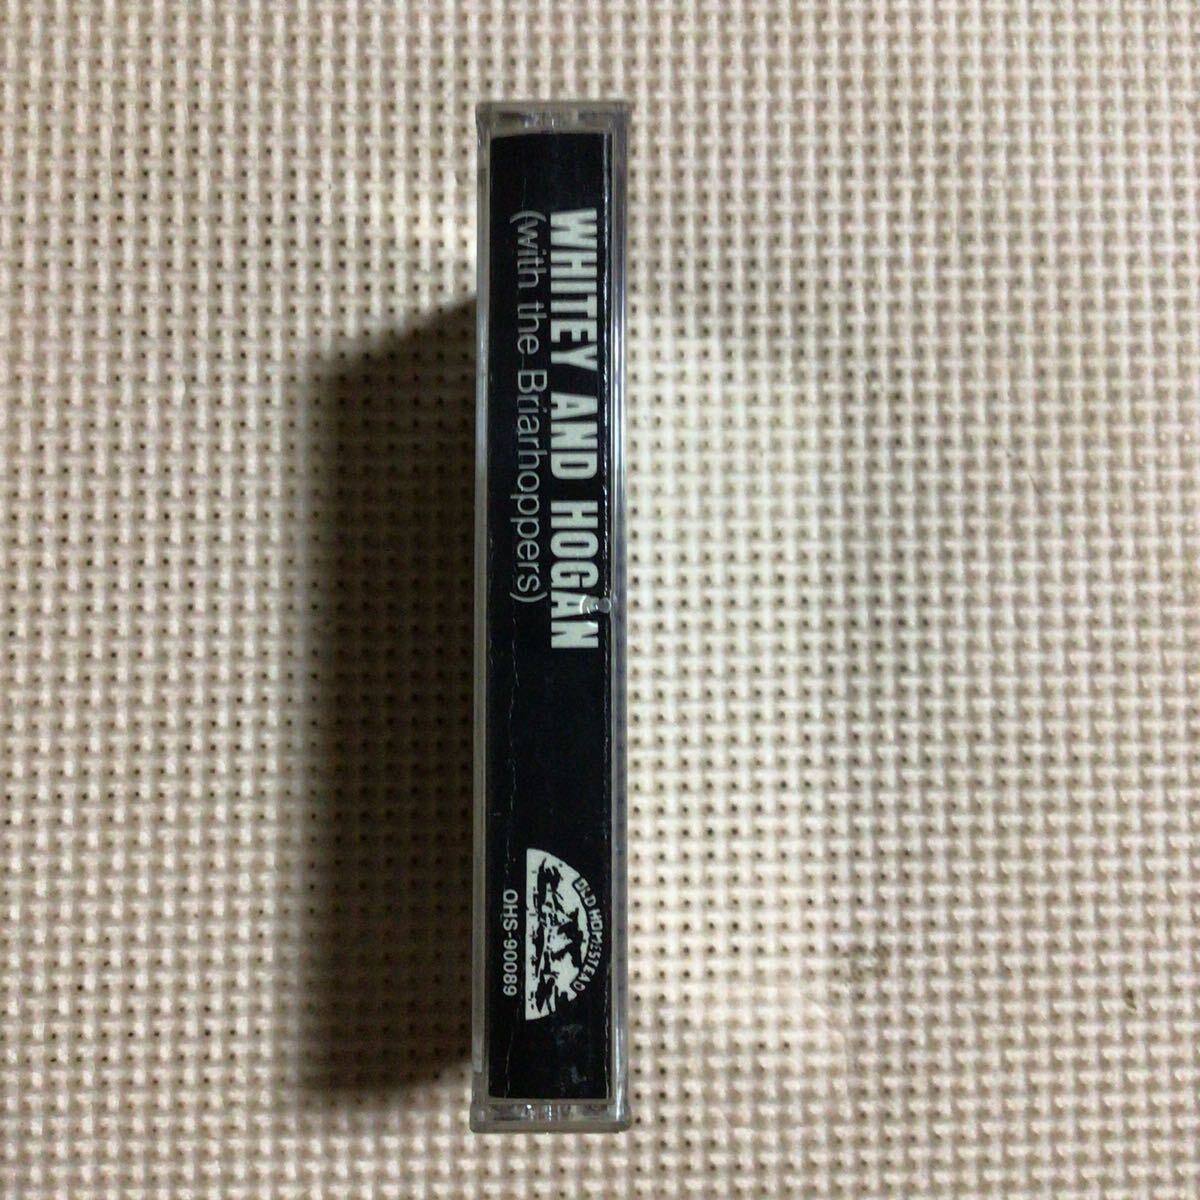 WHITEY AND HOGAN
(with the Briarhoppers)
OLD HOMESTEAD
OHS-90089